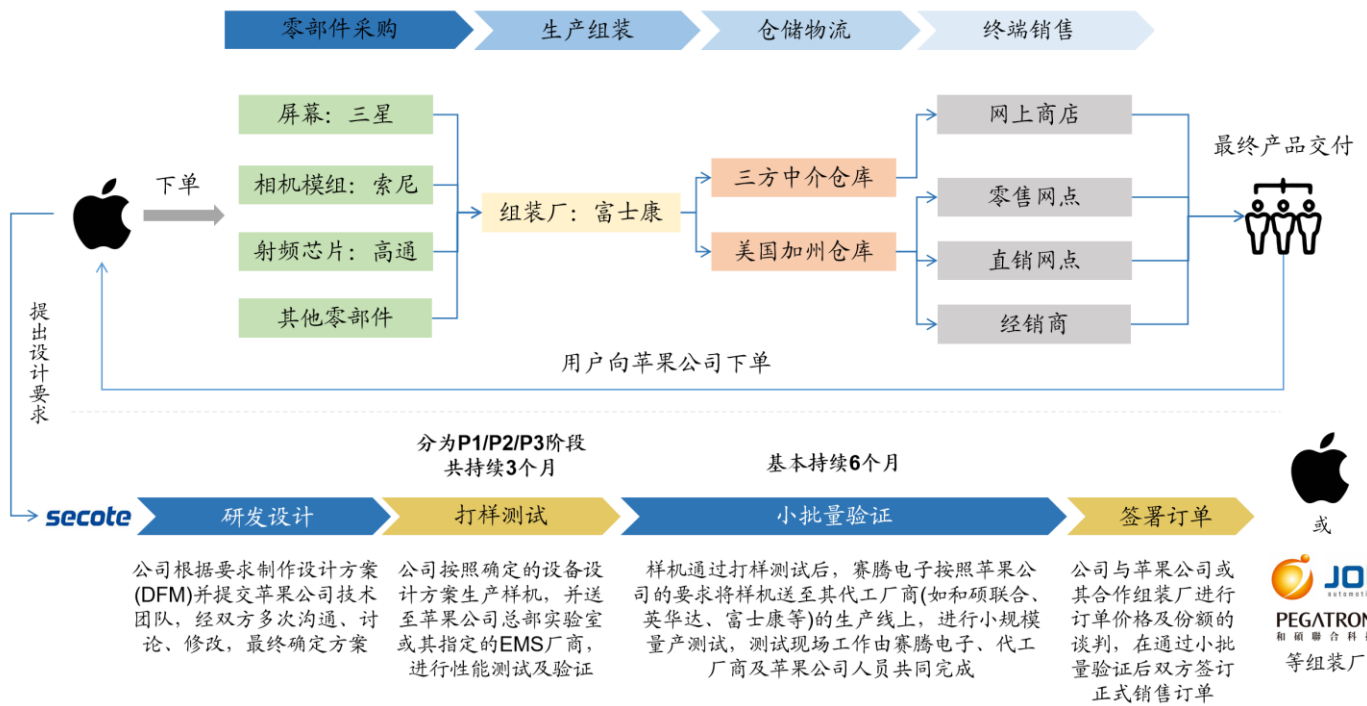 零部件采购
生产组装
仓储物流
终端销售
屏幕：三星
网上商店
最终产品交付
下单
相机模组：索尼
三方中介仓库
零售网点
组装厂：富士康
射频芯片：高通
美国加州仓库
直销网点
其他零部件
经销商
提出设计要求
用户向苹果公司下单
分为P1/P2/P3阶段
共持续3个月
基本持续6个月
secote
研发设计
打样测试
小批量验证
签署订单
或
公司根据要求制作设计方案
(DFM)并提交苹果公司技术
团队，经双方多次沟通、讨
论、修改，最终确定方案
公司按照确定的设备设
计方案生产样机，并送
至苹果公司总部实验室
或其指定的EMS厂商，
进行性能测试及验证
样机通过打样测试后，赛腾电子按照苹果公
司的要求将样机送至其代工厂商(如和硕联合、
英华达、富士康等)的生产线上，进行小规模
量产测试，测试现场工作由赛腾电子、代工
厂商及苹果公司人员共同完成
公司与苹果公司或
其合作组装厂进行
订单价格及份额的
谈判，在通过小批
量验证后双方签订
正式销售订单
JO
automati
PEGATRON
和碩聯合科
等组装厂